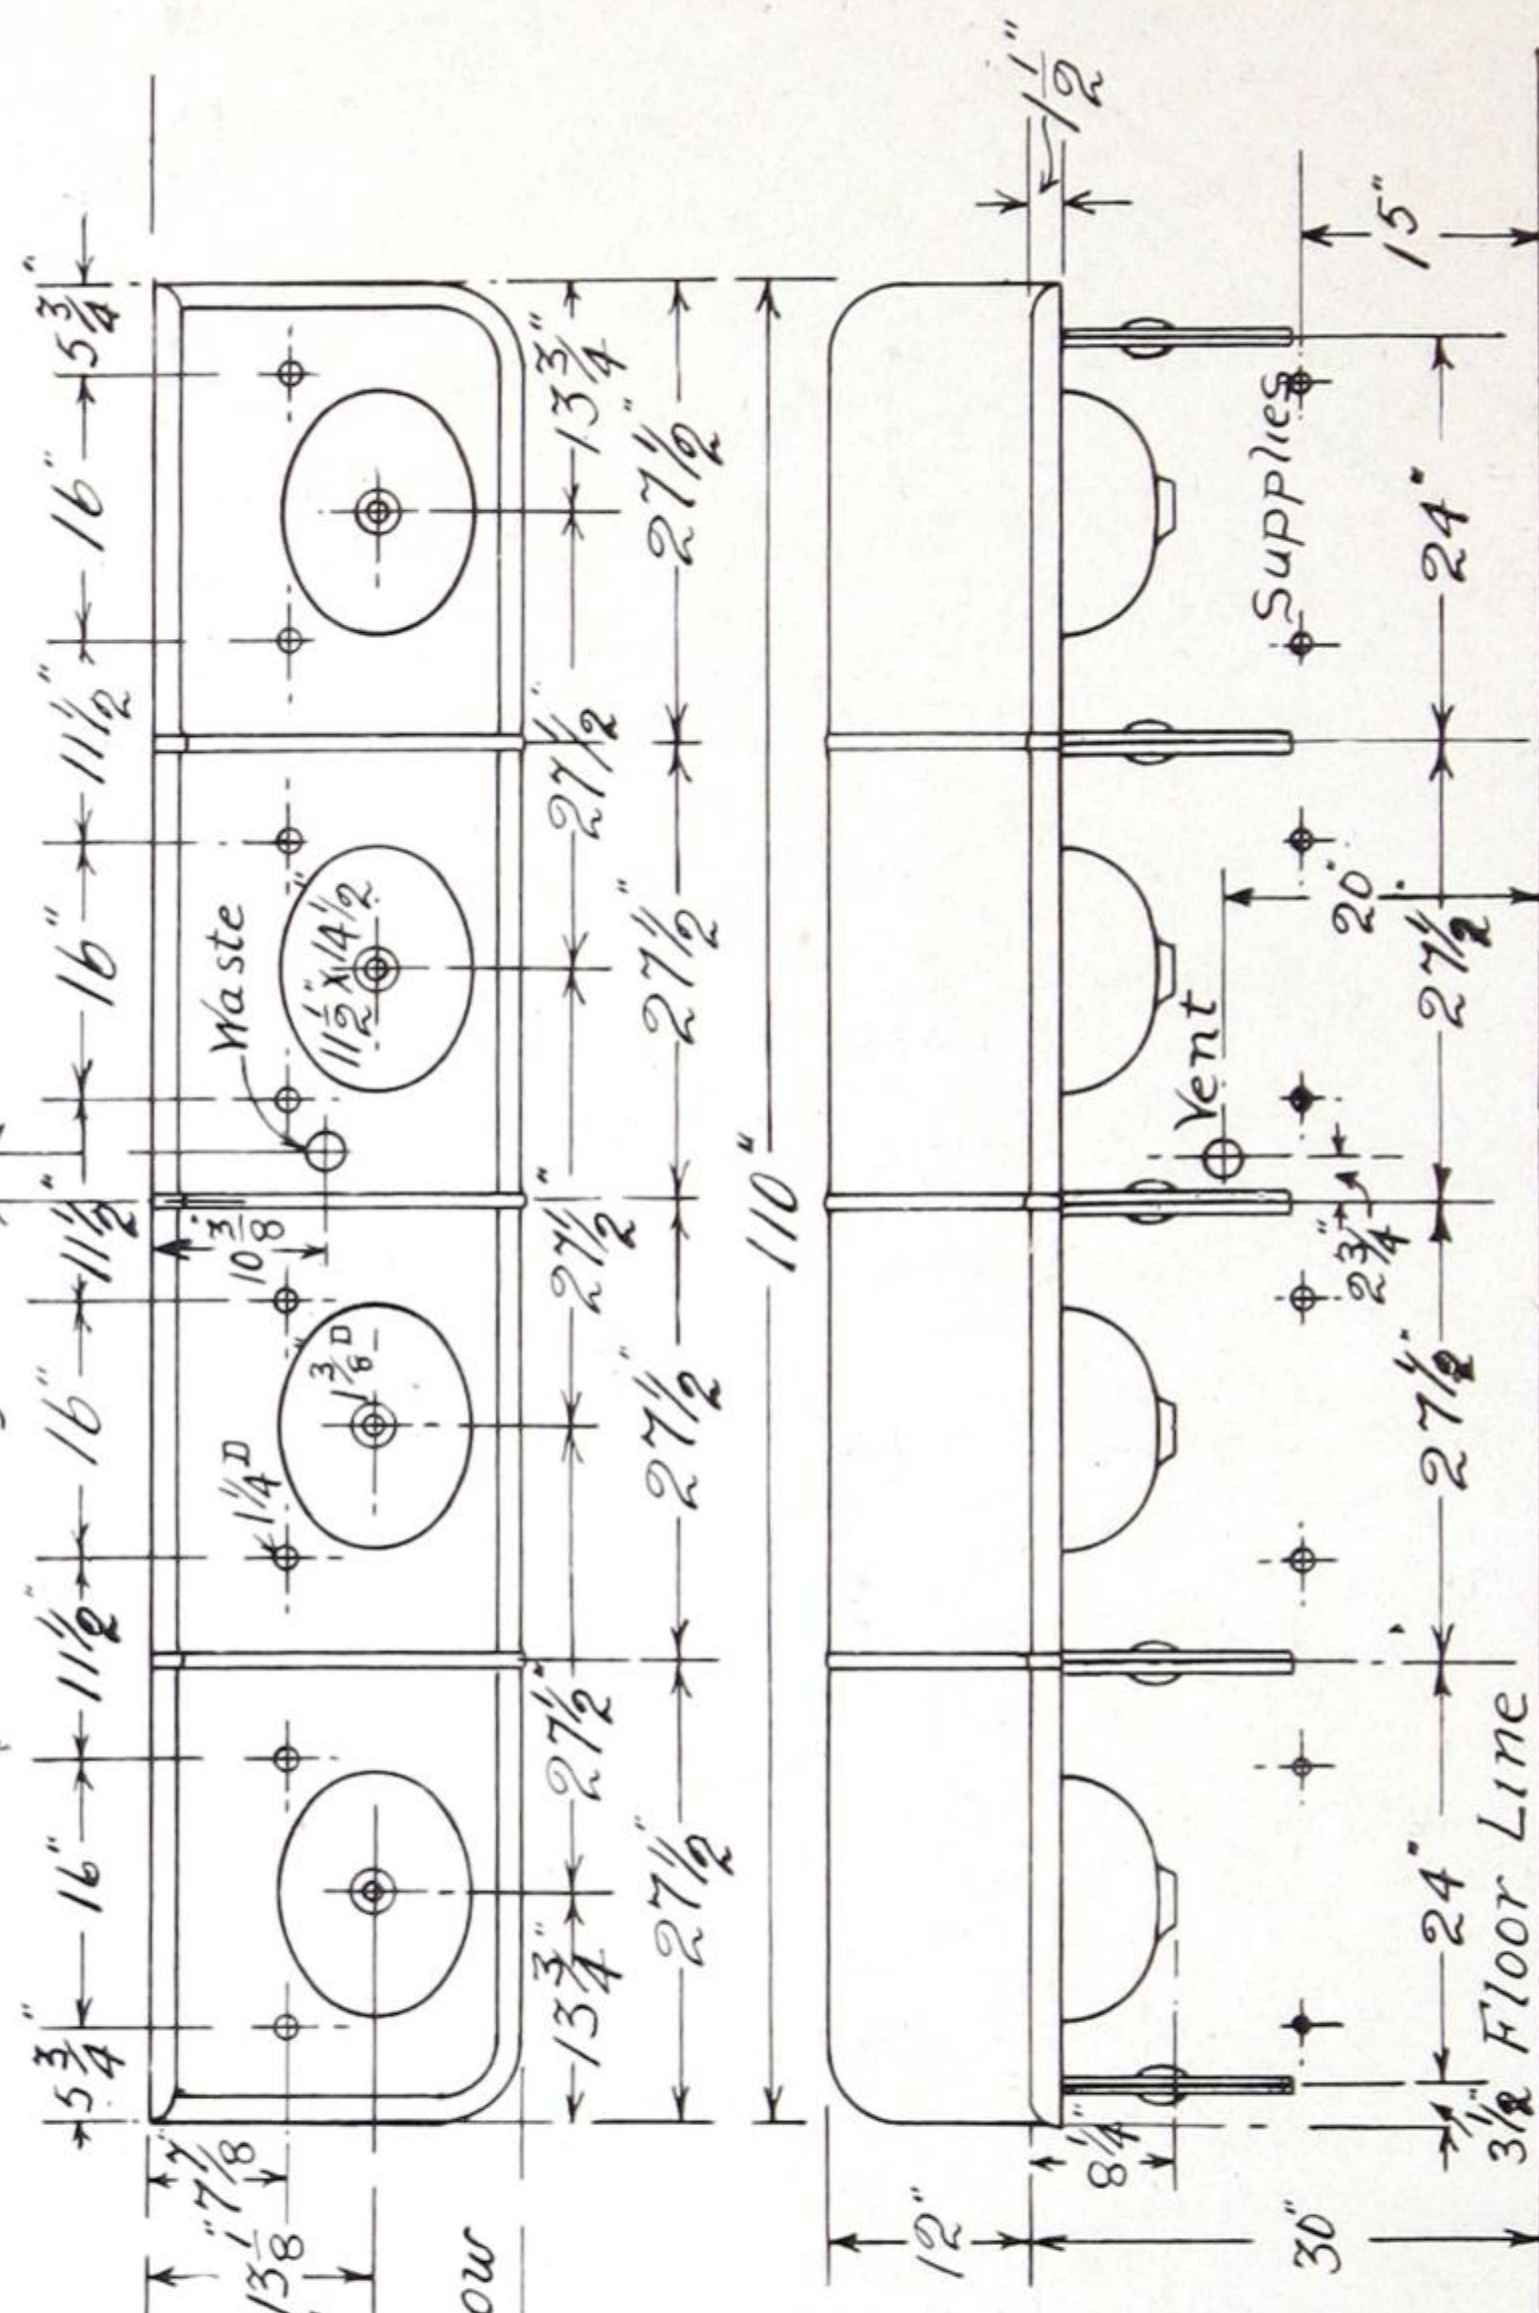 5 3/4" 16" 11 1/2" 16" 11 1/2" 16" 11 1/2" 16" 5 3/4"
7 7/8"
13 1/8"
10 3/8
1 1/4 D
1 3/8 D
Waste
11 1/2" x 14 1/2"
13 3/4" 27 1/2" 27 1/2" 27 1/2" 13 3/4"
27 1/2" 27 1/2" 27 1/2" 27 1/2"
ow
110"
12"
1 1/2"
8 1/4"
30"
Vent
Supplies
2 3/4"
20"
15"
3 1/2" 24" 27 1/2" 27 1/2" 24"
Floor Line